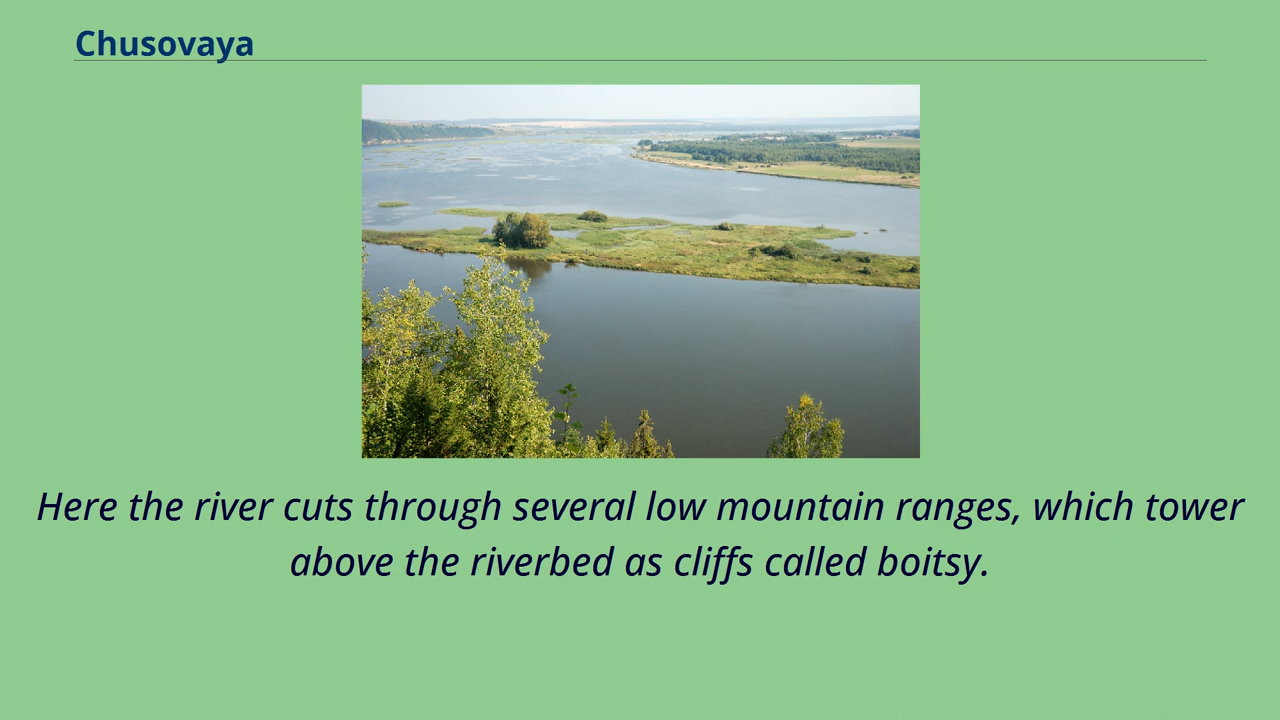 Chusovaya
Here the river cuts through several low mountain ranges, which tower
above the riverbed as cliffs called boitsy.